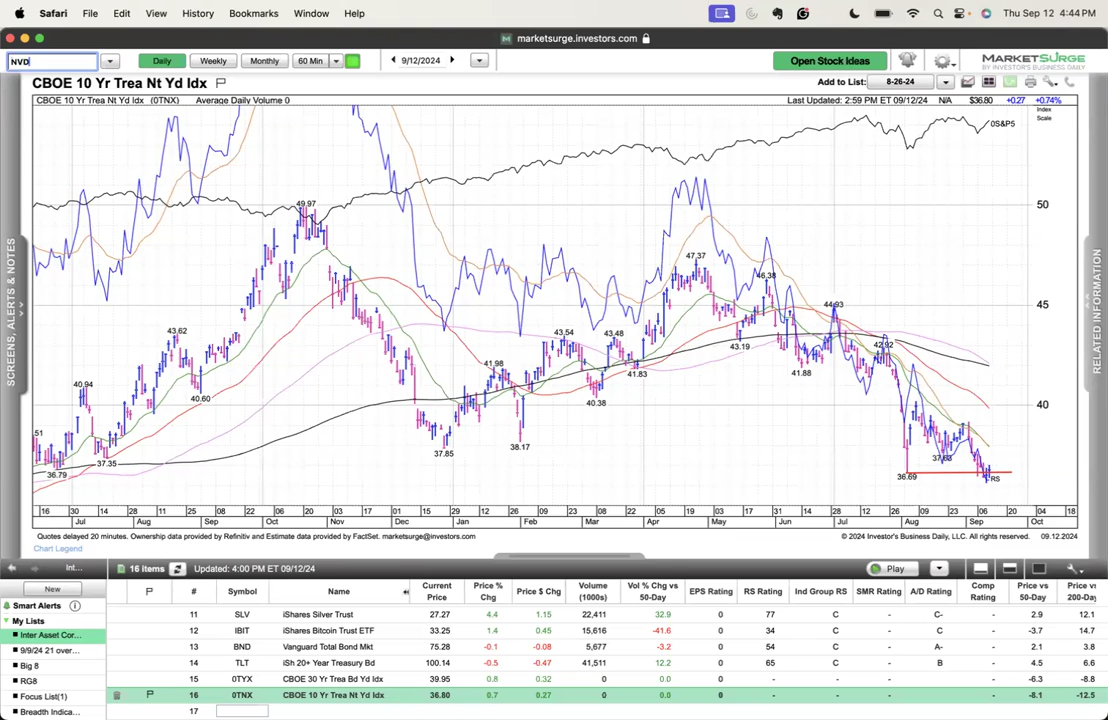 Safari File Edit View History Bookmarks Window Help Thu Sep 12 4:44 PM
marketsurge.investors.com
NVD Daily Weekly Monthly 60 Min 9/12/2024 Open Stock Ideas MARKETSURGE
BY INVESTOR'S BUSINESS DAILY
CBOE 10 Yr Trea Nt Yd Idx Add to List: 8-26-24
CBOE 10 Yr Trea Nt Yd Idx (0TNX) Average Daily Volume 0 Last Updated: 2:59 PM ET 09/12/24 N/A $36.80 +0.27 +0.74%
Index
Scale
0S&P5
49.97 50
47.37
46.38
44.93 45
43.62 43.54 43.48 43.19 42.92
41.98 41.83 41.88
40.94 40.60 40.38 40
38.17
37.85
.51 37.35
36.79 36.69 RS
16 30 14 28 11 25 08 22 06 20 03 17 01 15 29 12 26 09 23 08 22 05 19 03 17 31 14 28 12 26 09 23 06 20 04 18
Jul Aug Sep Oct Nov Dec Jan Feb Mar Apr May Jun Jul Aug Sep Oct
Quotes delayed 20 minutes. Ownership data provided by Refinitiv and Estimate data provided by FactSet. marketsurge@investors.com © 2024 Investor's Business Daily, LLC. All rights reserved. 09.12.2024
Chart Legend
SCREENS, ALERTS & NOTES
RELATED INFORMATION
Int... 16 items Updated: 4:00 PM ET 09/12/24 Play
New
Smart Alerts
My Lists
Inter Asset Cor...
9/9/24 21 over...
Big 8
RG8
Focus List(1)
Breadth Indica...
# Symbol Name Current Price Price % Chg Price $ Chg Volume (1000s) Vol % Chg vs 50-Day EPS Rating RS Rating Ind Group RS SMR Rating A/D Rating Comp Rating Price vs 50-Day Price vs 200-Day
11 SLV iShares Silver Trust 27.27 4.4 1.15 22,411 32.9 0 77 C - C- - 2.9 12.1
12 IBIT iShares Bitcoin Trust ETF 33.25 1.4 0.45 15,616 -41.6 0 34 C - C - -3.7 14.7
13 BND Vanguard Total Bond Mkt 75.24 -0.1 -0.08 5,677 -3.2 0 54 C - A- - 2.1 3.8
14 TLT iSh 20+ Year Treasury Bd 100.14 -0.5 -0.47 41,511 12.2 0 65 C - B - 4.5 6.6
15 0TYX CBOE 30 Yr Bd Yd Idx 39.95 0.8 0.32 0 0.0 0 - - - - - -6.3 -8.8
16 0TNX CBOE 10 Yr Trea Nt Yd Idx 36.80 0.7 0.27 0 0.0 0 - - - - - -8.1 -12.5
17